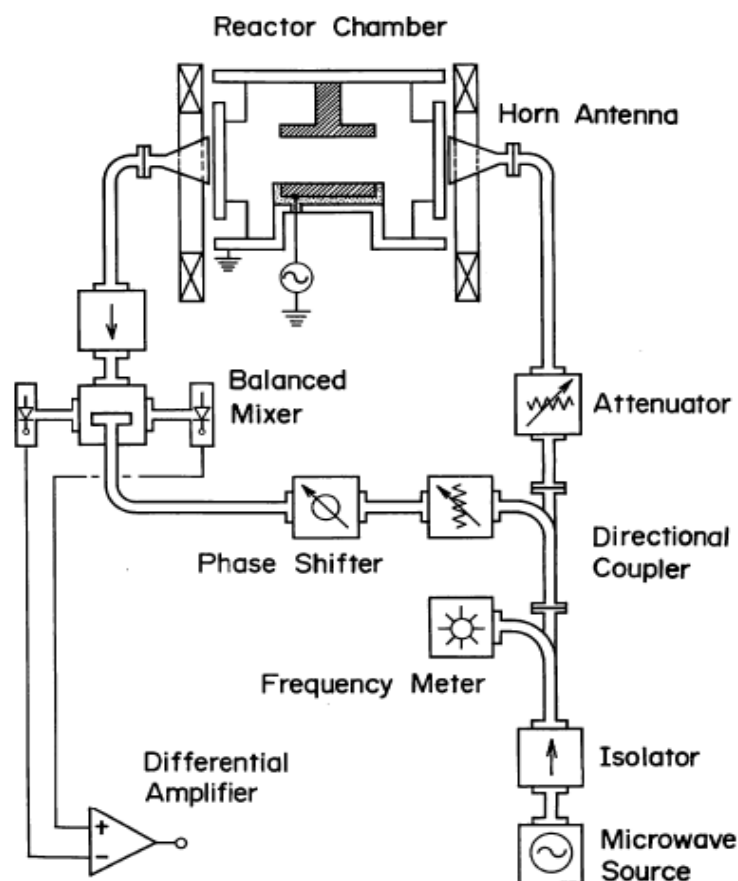 Reactor Chamber
Horn Antenna
Balanced
Mixer
Attenuator
Phase Shifter
Directional
Coupler
Frequency Meter
Isolator
Differential
Amplifier
+
−
Microwave
Source